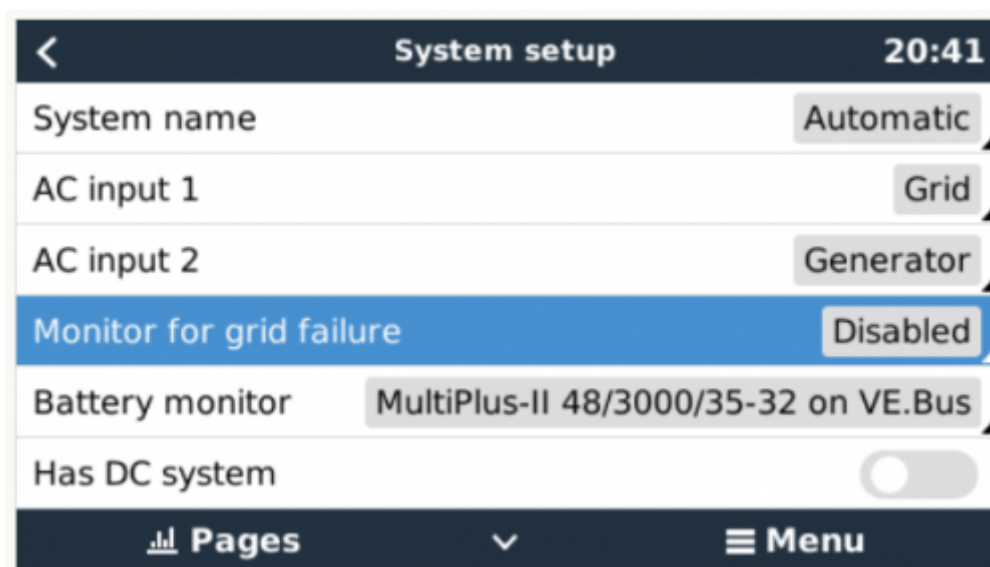 System setup 20:41
System name Automatic
AC input 1 Grid
AC input 2 Generator
Monitor for grid failure Disabled
Battery monitor MultiPlus-II 48/3000/35-32 on VE.Bus
Has DC system
Pages Menu